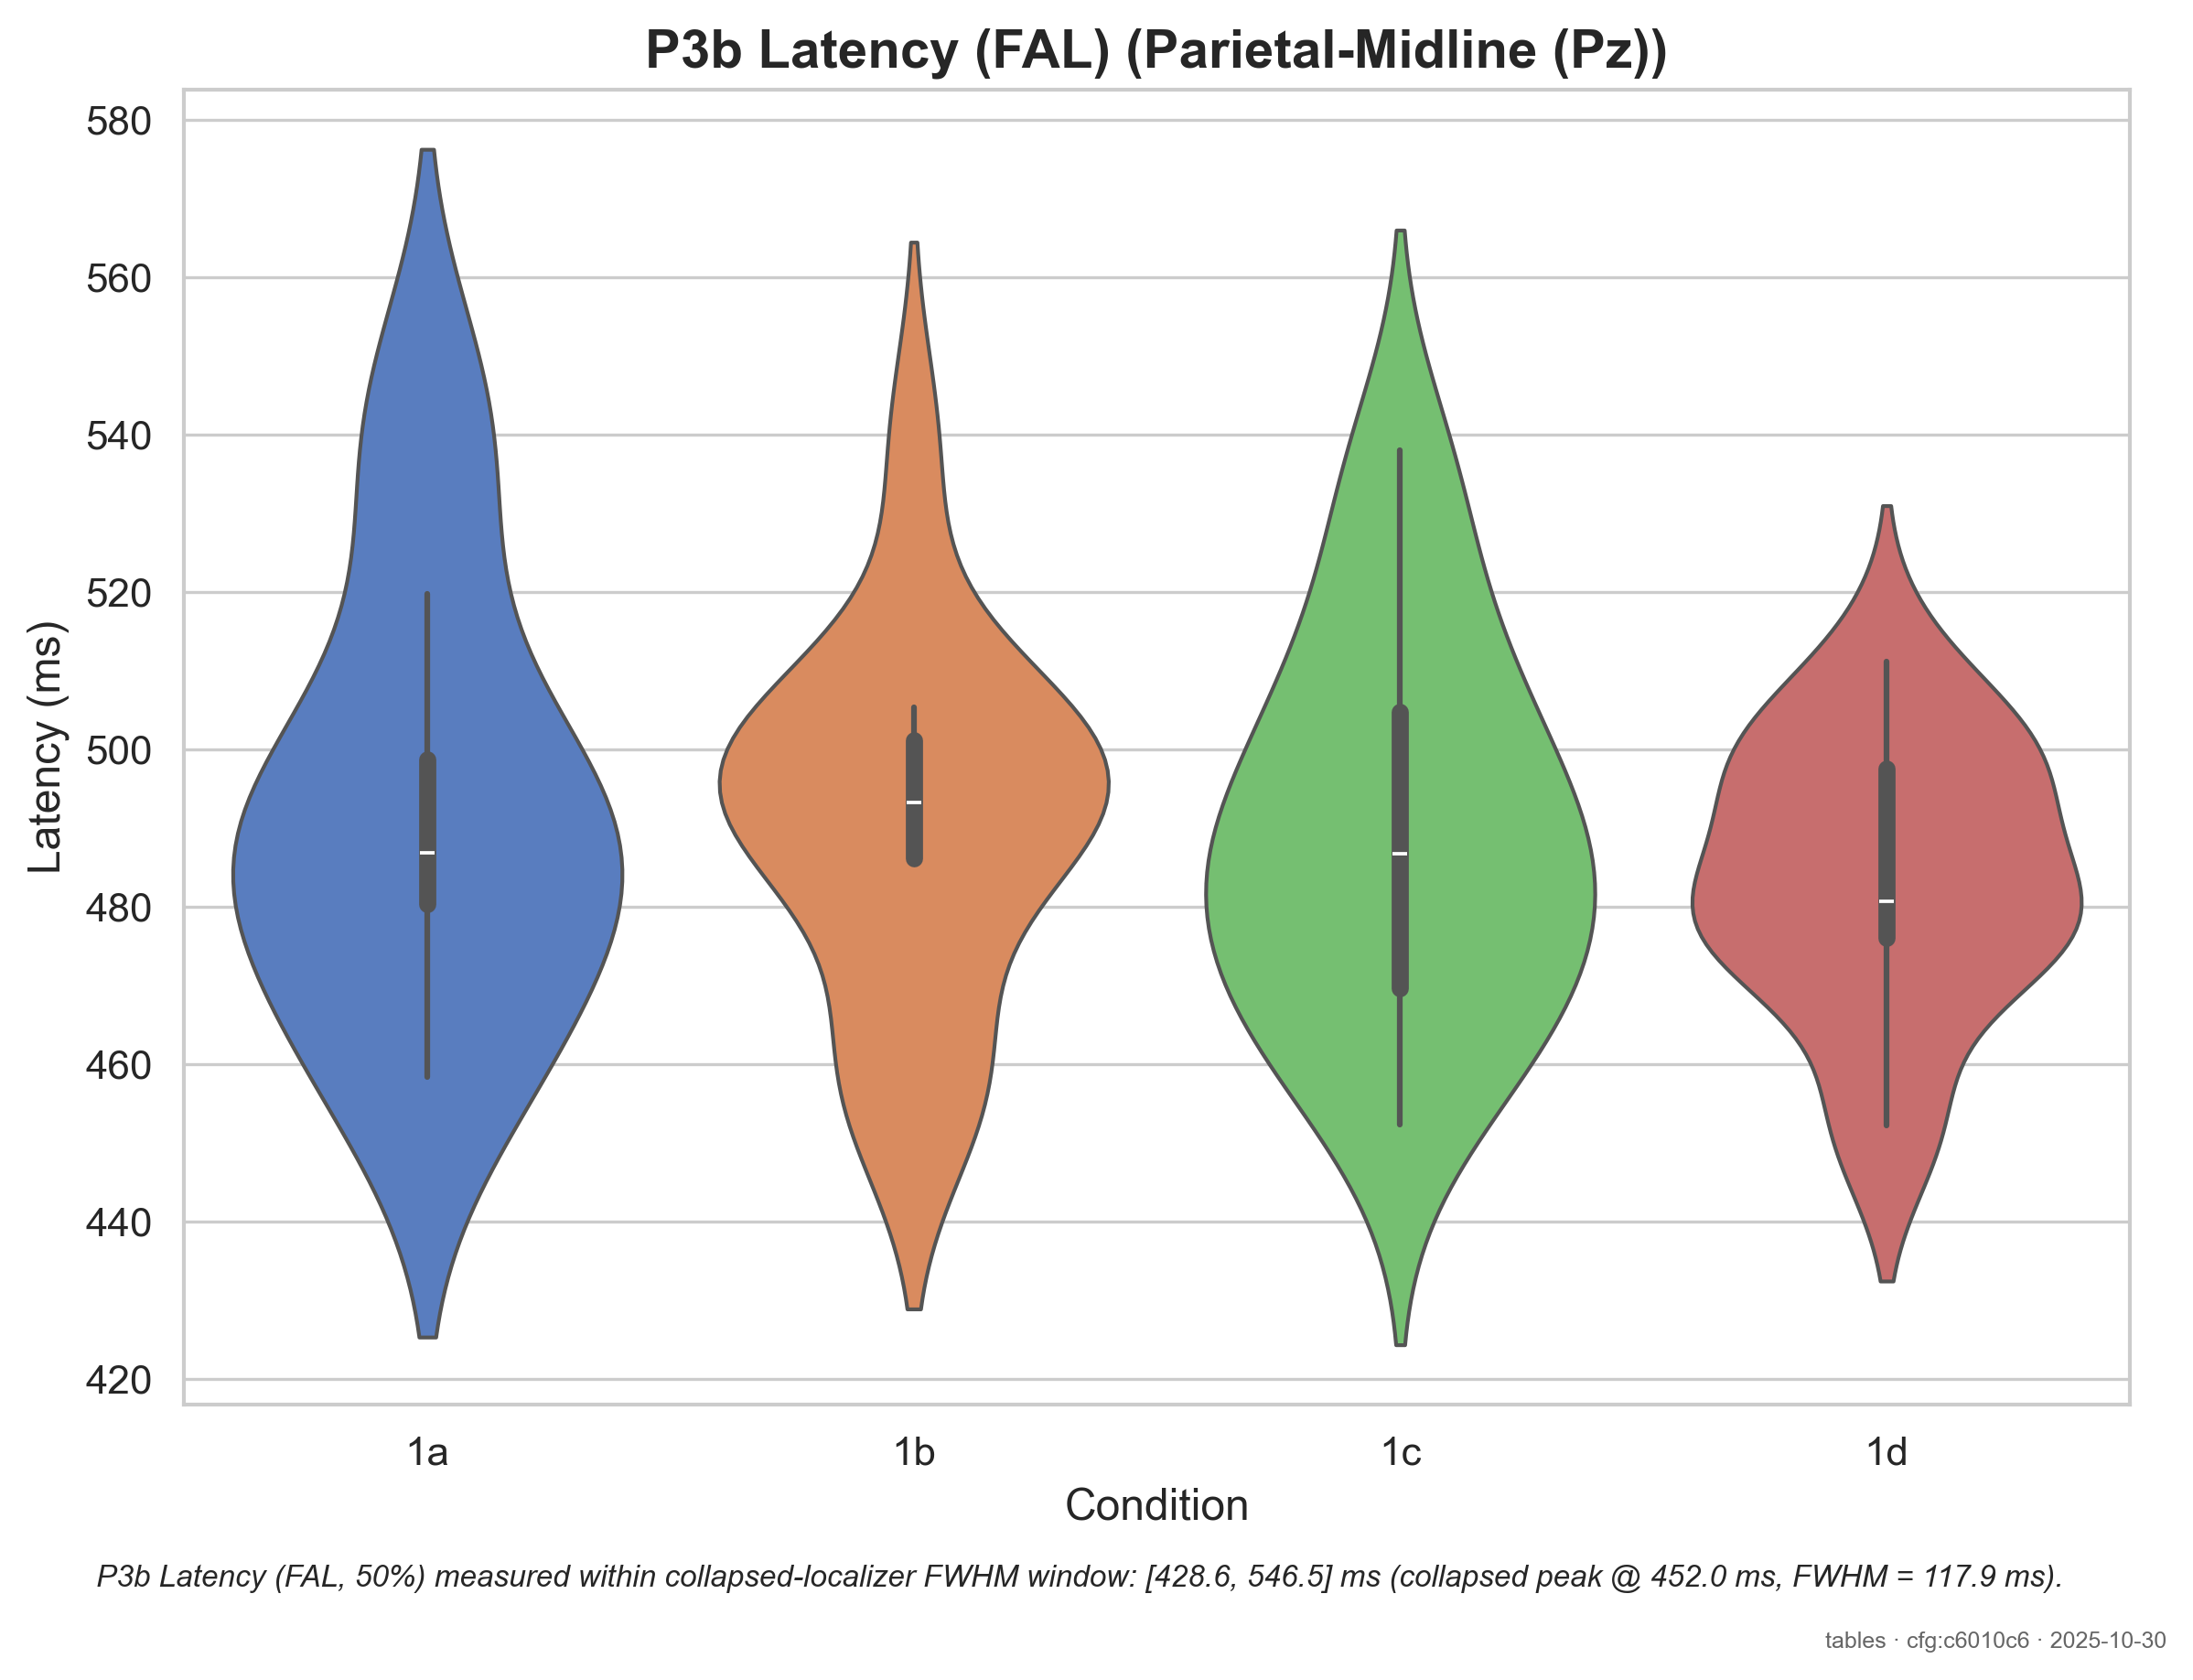 P3b Latency (FAL) (Parietal-Midline (Pz))
580
560
540
520
500
480
460
440
420
Latency (ms)
1a 1b 1c 1d
Condition
P3b Latency (FAL, 50%) measured within collapsed-localizer FWHM window: [428.6, 546.5] ms (collapsed peak @ 452.0 ms, FWHM = 117.9 ms).
tables · cfg:c6010c6 · 2025-10-30